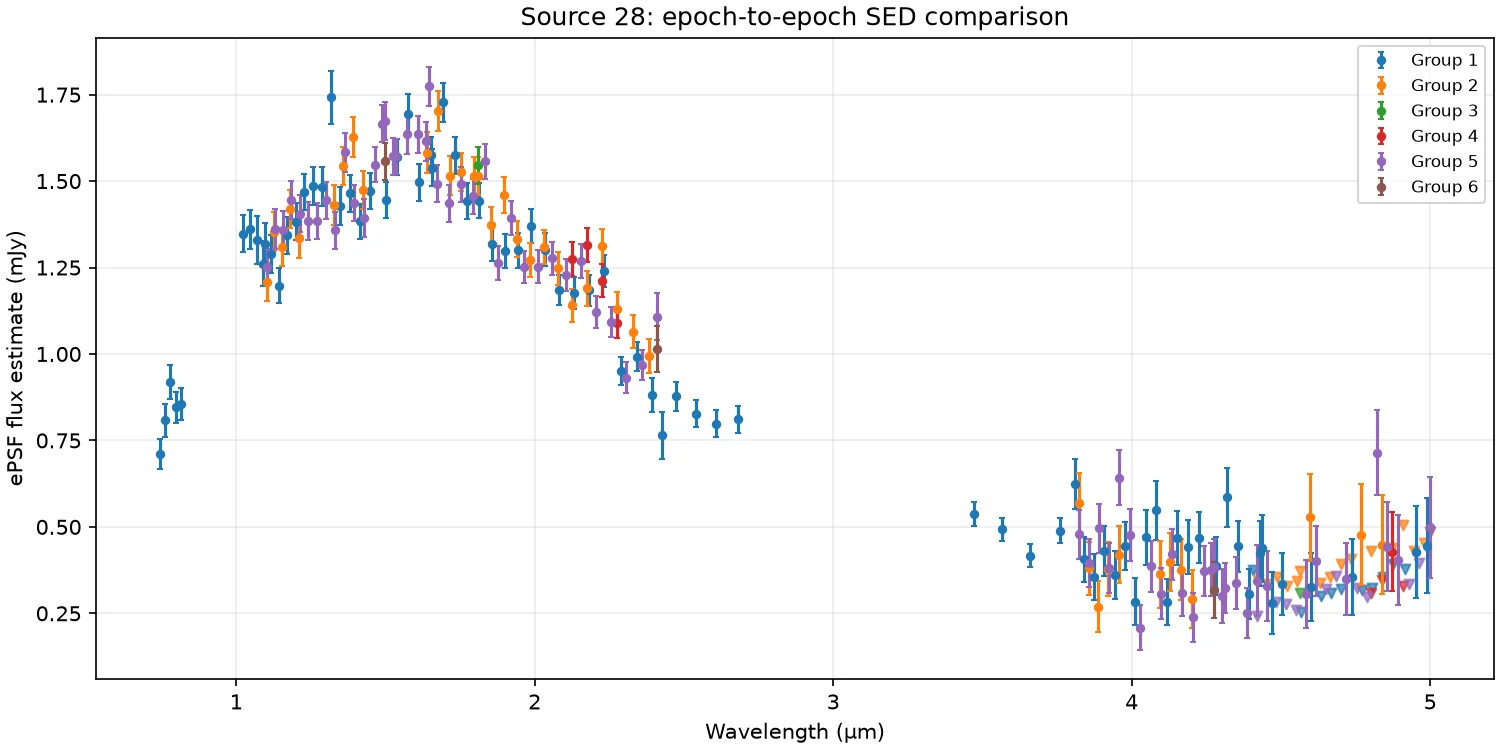 Source 28: epoch-to-epoch SED comparison
ePSF flux estimate (mJy)
1.75
1.50
1.25
1.00
0.75
0.50
0.25
Group 1
Group 2
Group 3
Group 4
Group 5
Group 6
1 2 3 4 5
Wavelength (μm)